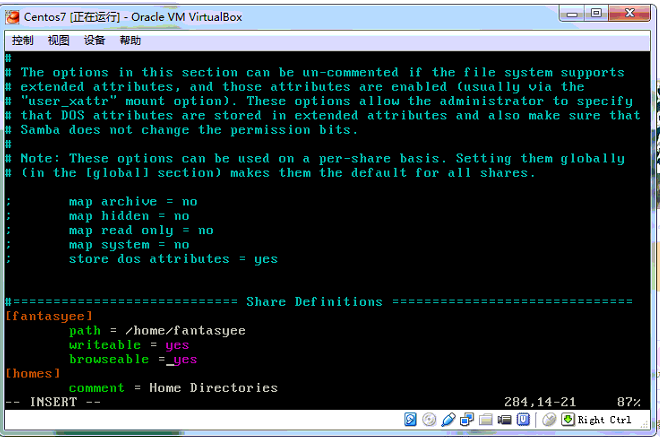 Centos7 [正在运行] - Oracle VM VirtualBox
控制 视图 设备 帮助
#
# The options in this section can be un-commented if the file system supports
# extended attributes, and those attributes are enabled (usually via the
# "user_xattr" mount option). These options allow the administrator to specify
# that DOS attributes are stored in extended attributes and also make sure that
# Samba does not change the permission bits.
#
# Note: These options can be used on a per-share basis. Setting them globally
# (in the [global] section) makes them the default for all shares.
; map archive = no
; map hidden = no
; map read only = no
; map system = no
; store dos attributes = yes
#============================ Share Definitions ==============================
[fantasyee]
path = /home/fantasyee
writeable = yes
browseable =_yes
[homes]
comment = Home Directories
-- INSERT -- 284,14-21 87%
Right Ctrl